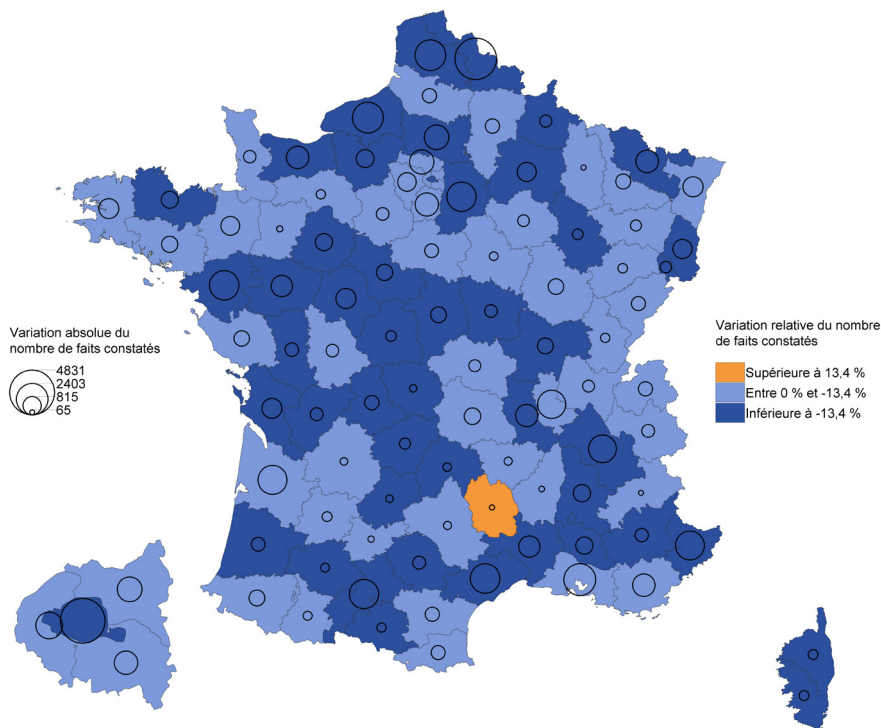 Variation absolue du
nombre de faits constatés
4831
2403
815
65
Variation relative du nombre
de faits constatés
Supérieure à 13,4 %
Entre 0 % et -13,4 %
Inférieure à -13,4 %